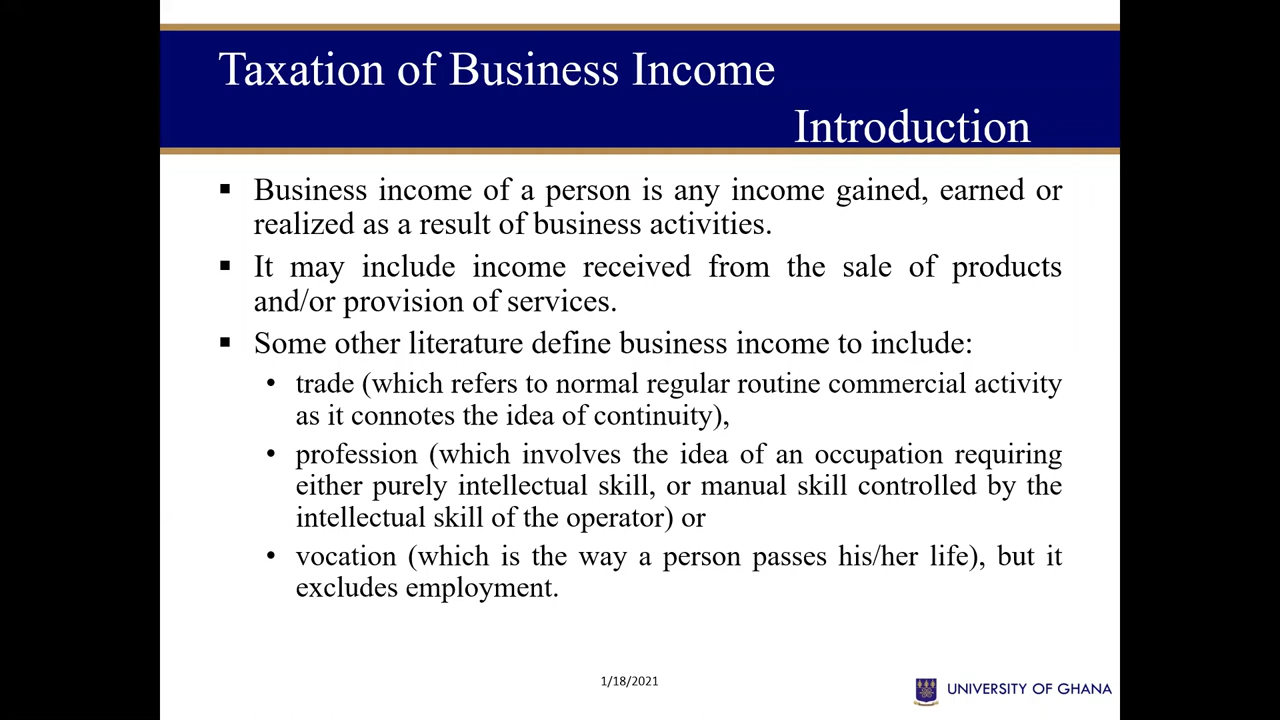 Taxation of Business Income
Introduction
▪ Business income of a person is any income gained, earned or
realized as a result of business activities.
▪ It may include income received from the sale of products
and/or provision of services.
▪ Some other literature define business income to include:
• trade (which refers to normal regular routine commercial activity
as it connotes the idea of continuity),
• profession (which involves the idea of an occupation requiring
either purely intellectual skill, or manual skill controlled by the
intellectual skill of the operator) or
• vocation (which is the way a person passes his/her life), but it
excludes employment.
1/18/2021
UNIVERSITY OF GHANA